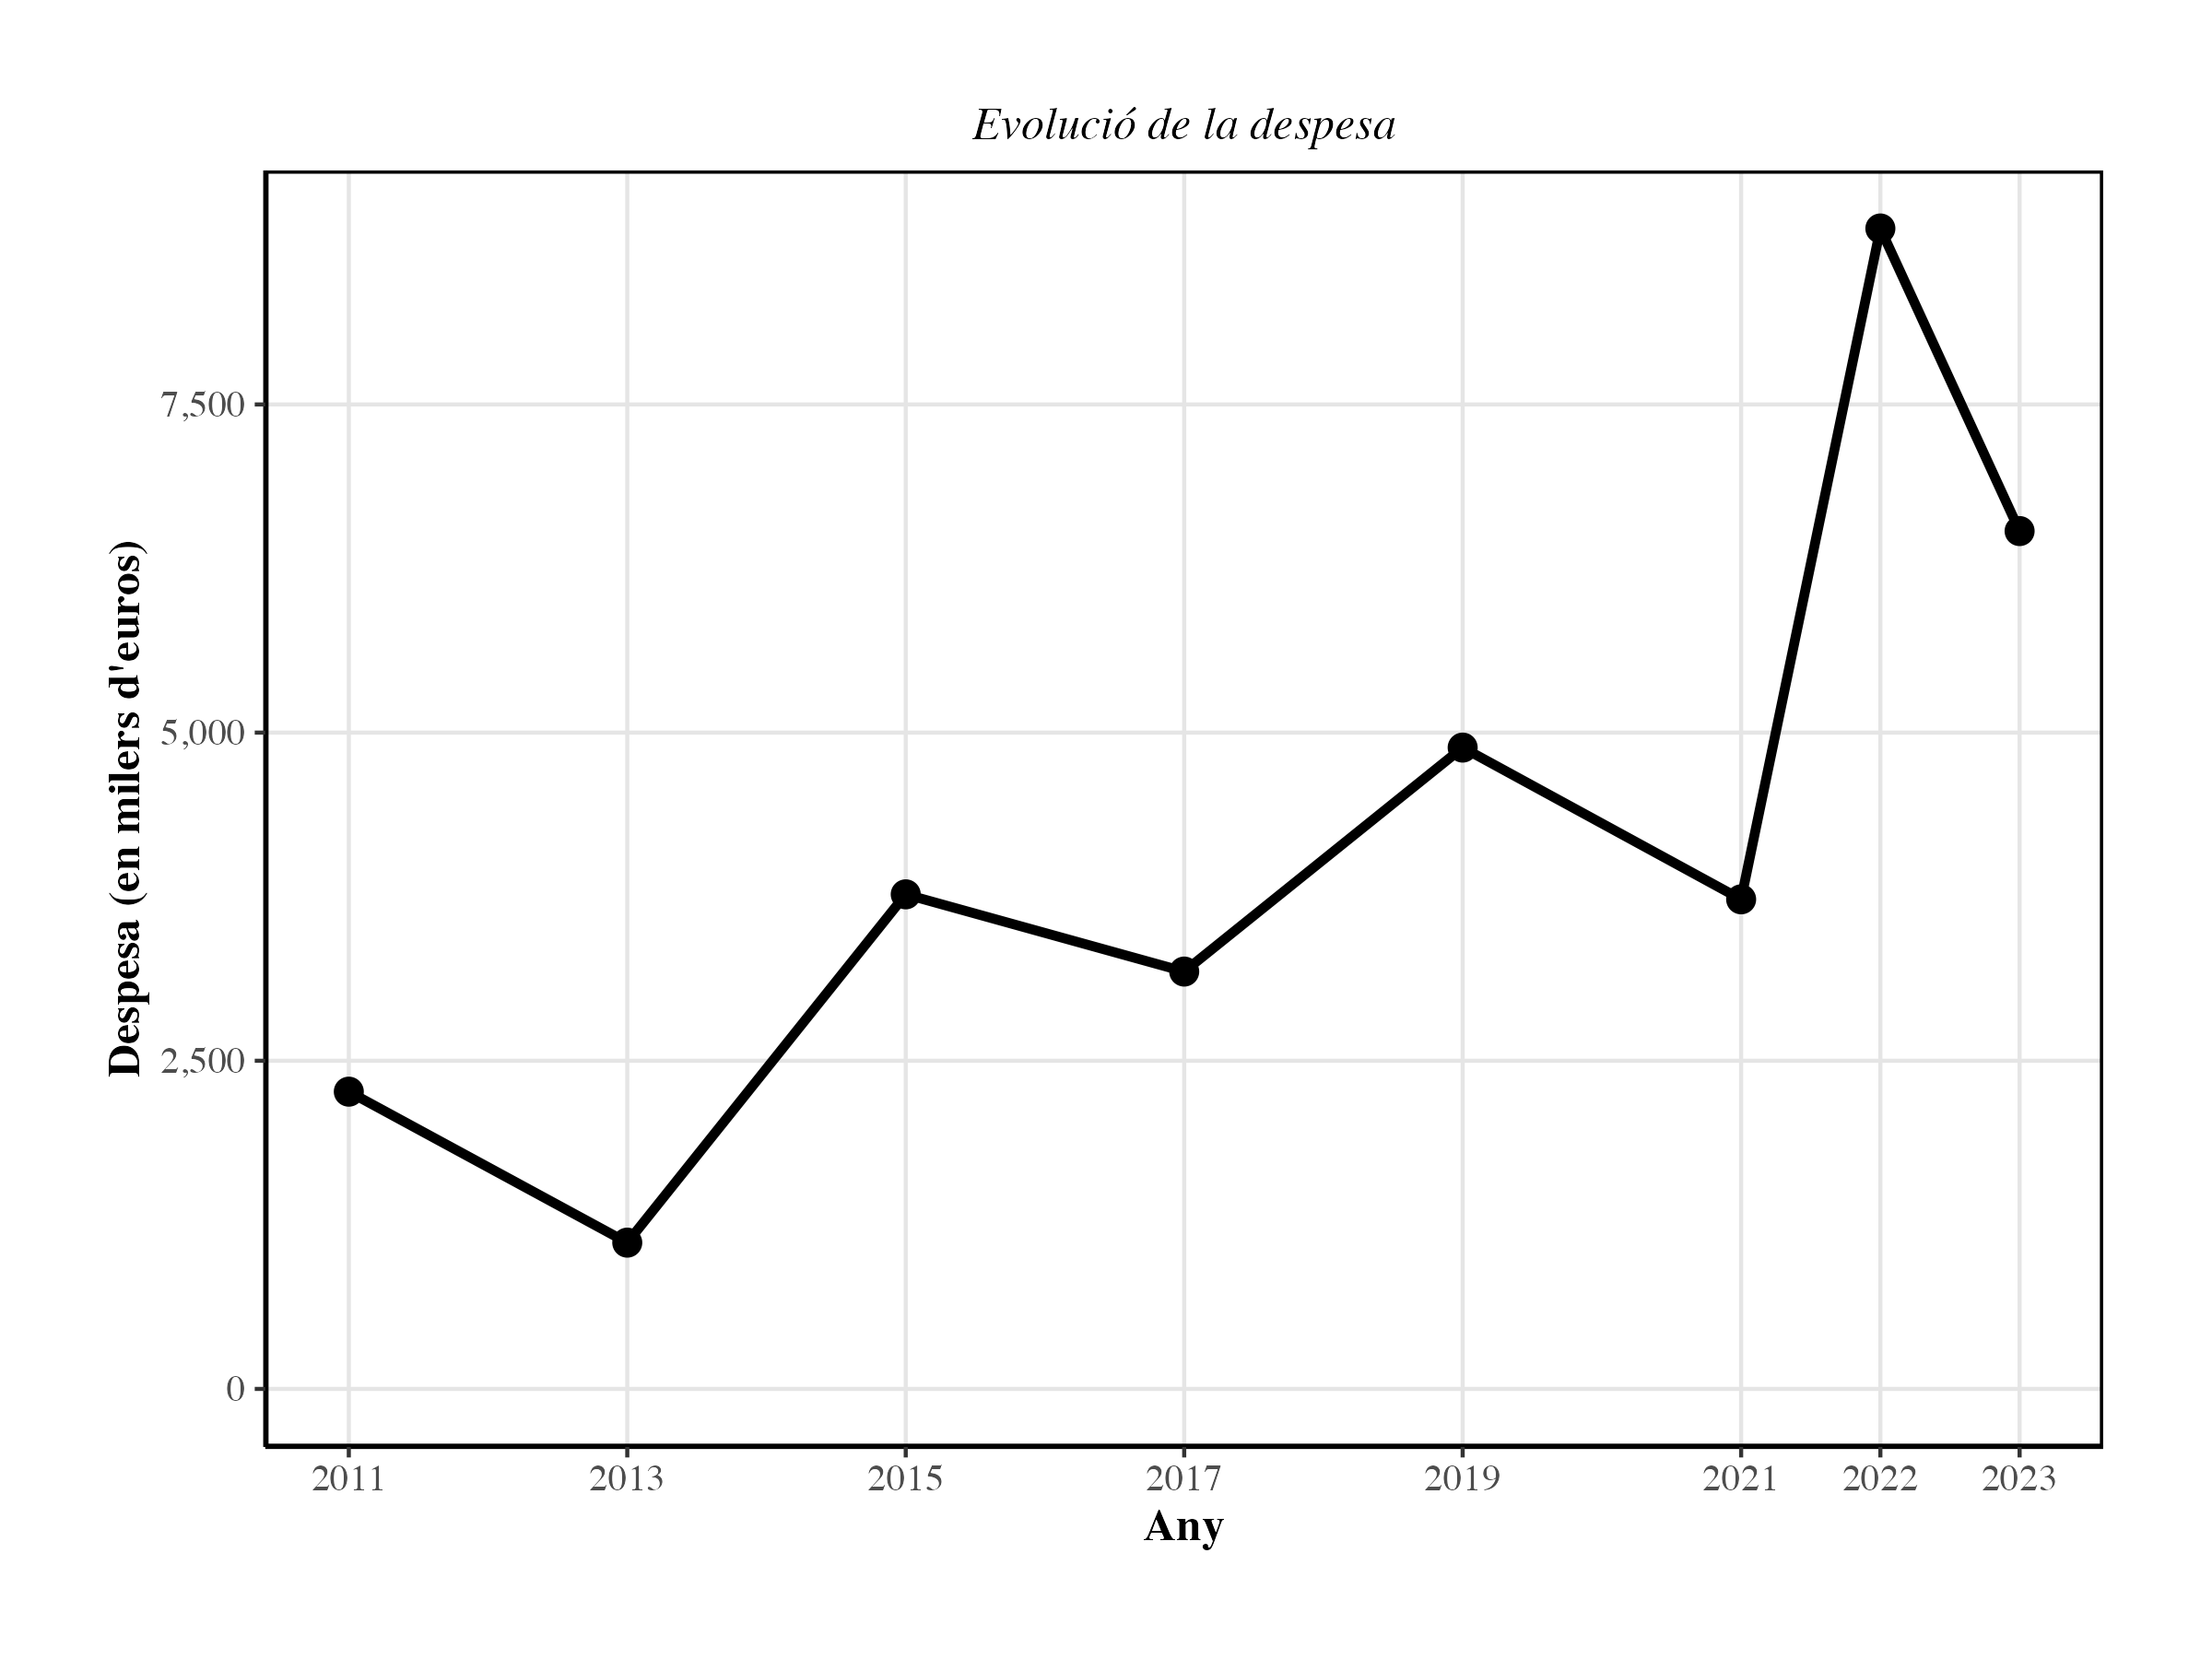 Evolució de la despesa
Despesa (en milers d'euros)
7,500
5,000
2,500
0
2011 2013 2015 2017 2019 2021 2022 2023
Any